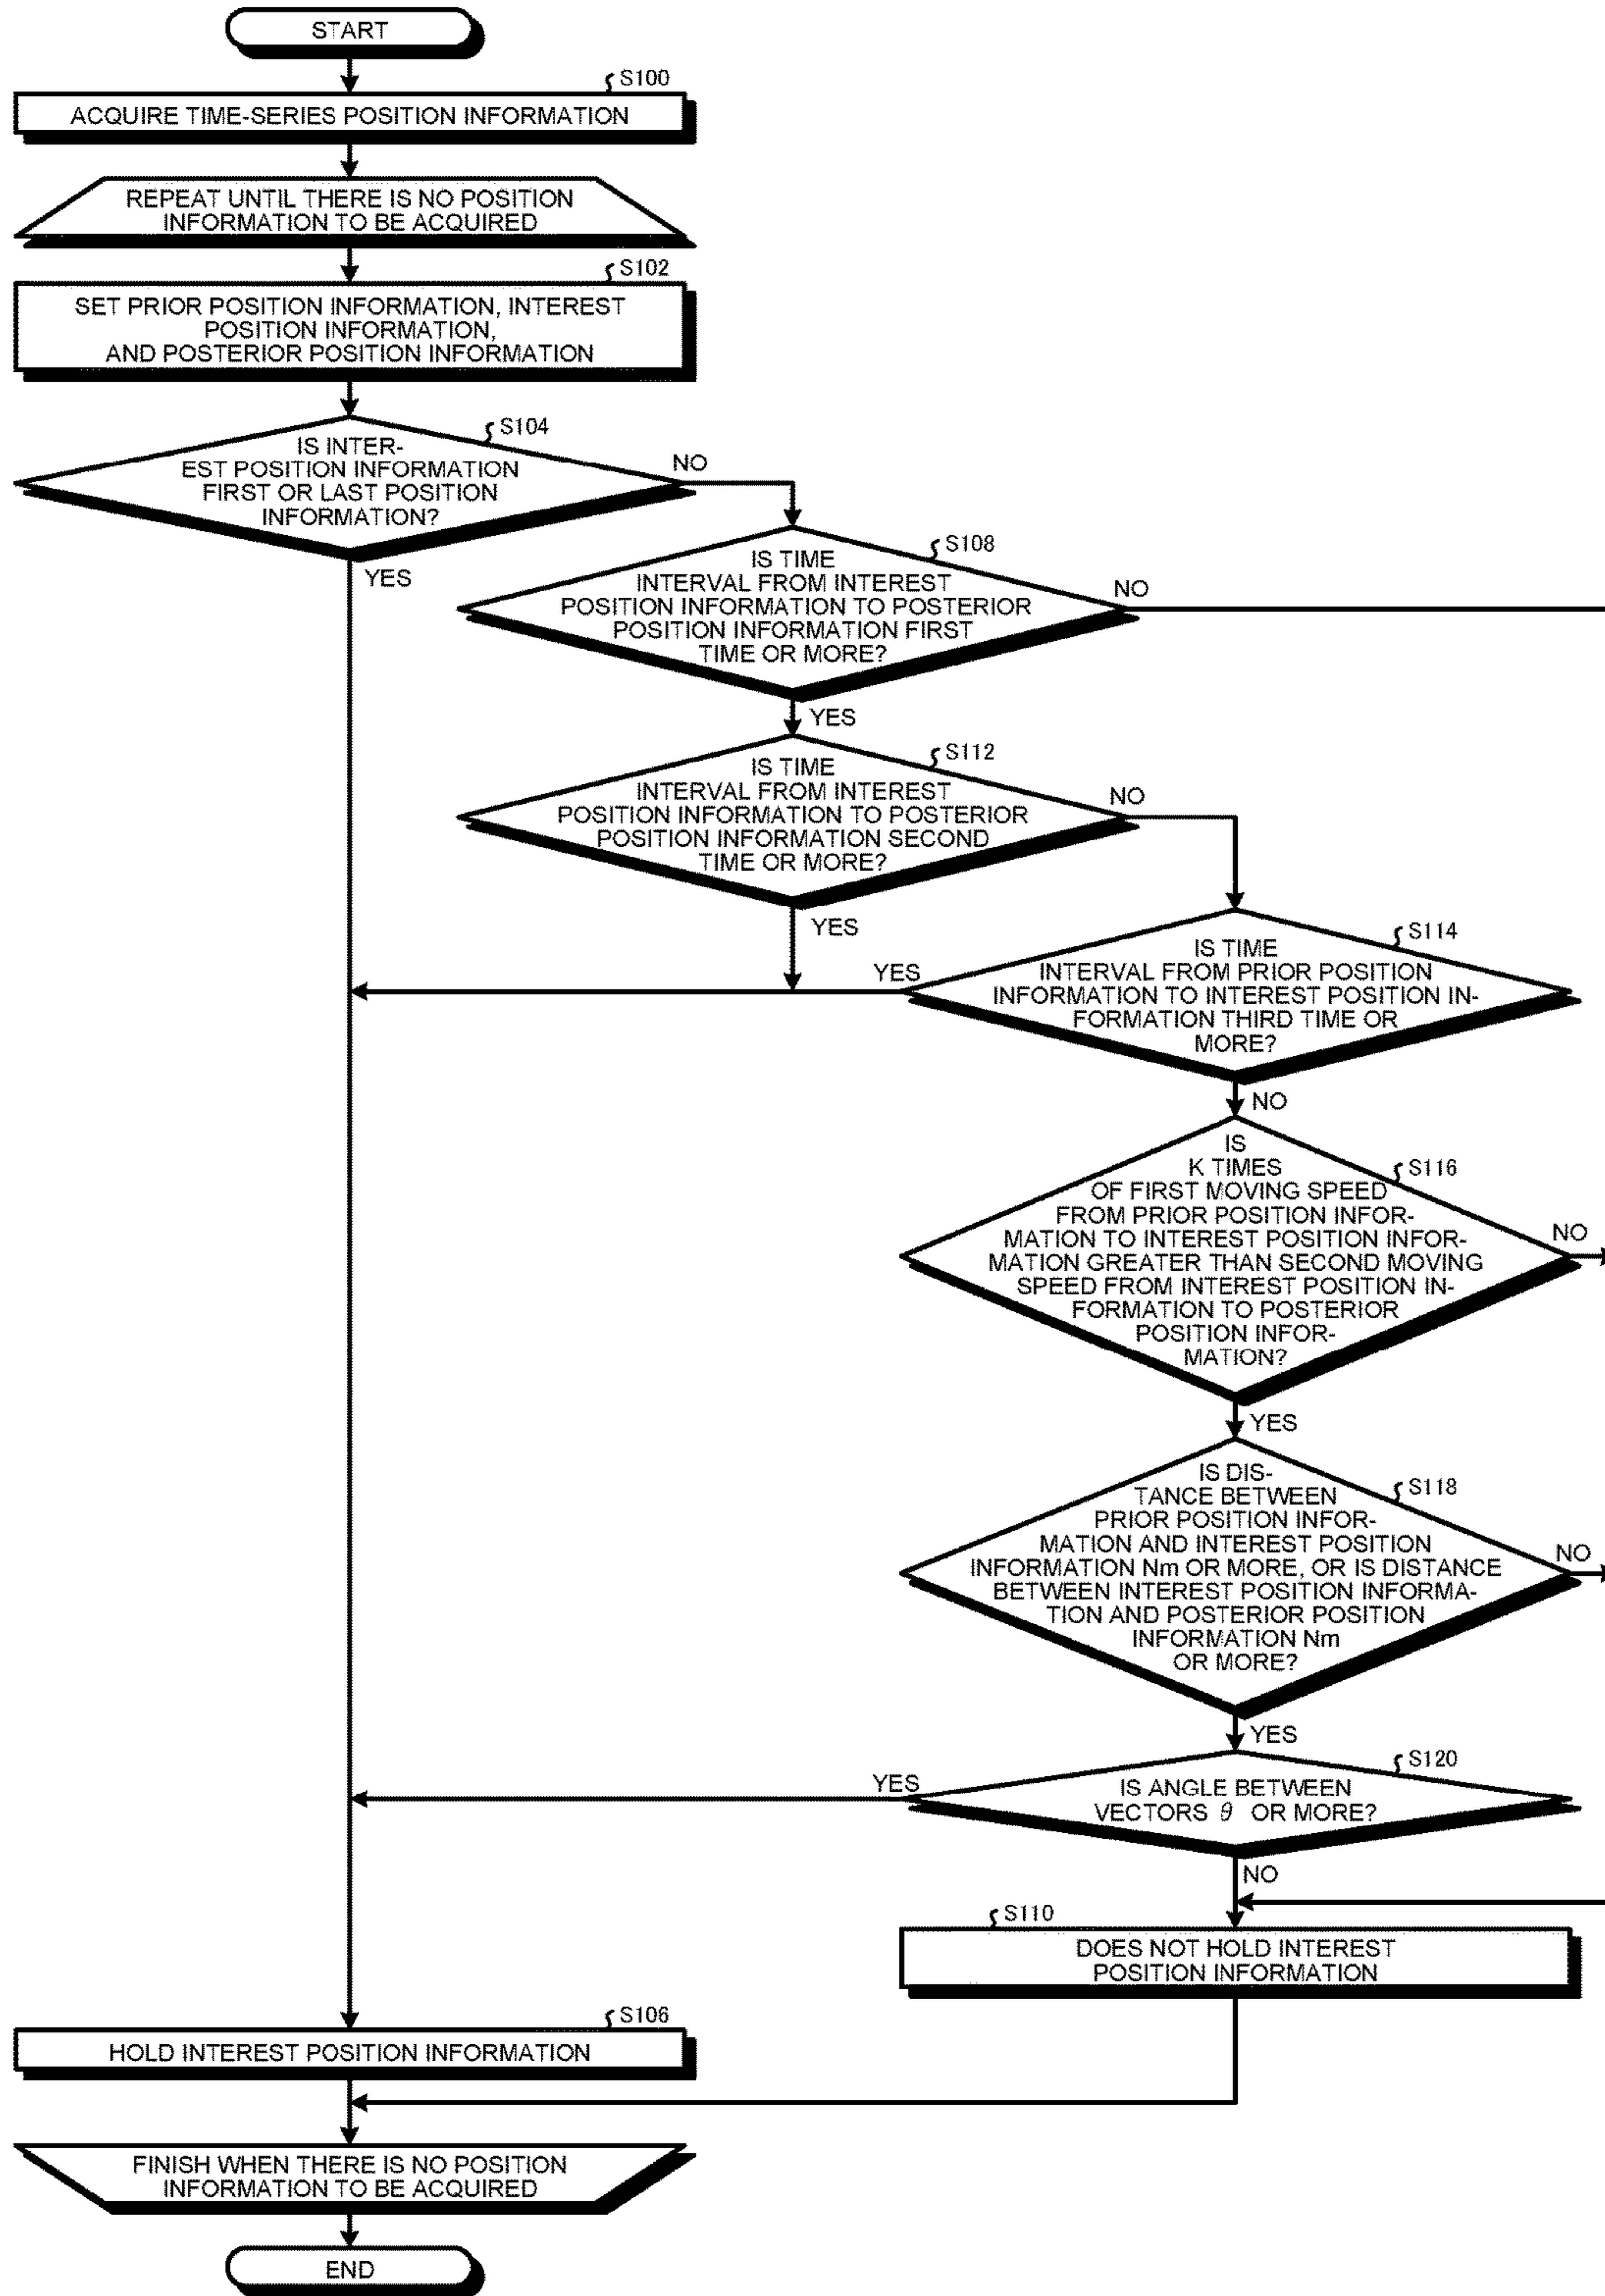 START
S100
ACQUIRE TIME-SERIES POSITION INFORMATION
REPEAT UNTIL THERE IS NO POSITION
INFORMATION TO BE ACQUIRED
S102
SET PRIOR POSITION INFORMATION, INTEREST
POSITION INFORMATION,
AND POSTERIOR POSITION INFORMATION
S104
IS INTER-
EST POSITION INFORMATION
FIRST OR LAST POSITION
INFORMATION?
NO
YES
S108
IS TIME
INTERVAL FROM INTEREST
POSITION INFORMATION TO POSTERIOR
POSITION INFORMATION FIRST
TIME OR MORE?
NO
YES
S112
IS TIME
INTERVAL FROM INTEREST
POSITION INFORMATION TO POSTERIOR
POSITION INFORMATION SECOND
TIME OR MORE?
NO
YES
S114
IS TIME
INTERVAL FROM PRIOR POSITION
INFORMATION TO INTEREST POSITION IN-
FORMATION THIRD TIME OR
MORE?
YES
NO
S116
IS
K TIMES
OF FIRST MOVING SPEED
FROM PRIOR POSITION INFOR-
MATION TO INTEREST POSITION INFOR-
MATION GREATER THAN SECOND MOVING
SPEED FROM INTEREST POSITION IN-
FORMATION TO POSTERIOR
POSITION INFOR-
MATION?
NO
YES
S118
IS DIS-
TANCE BETWEEN
PRIOR POSITION INFOR-
MATION AND INTEREST POSITION
INFORMATION Nm OR MORE, OR IS DISTANCE
BETWEEN INTEREST POSITION INFORMA-
TION AND POSTERIOR POSITION
INFORMATION Nm
OR MORE?
NO
YES
S120
IS ANGLE BETWEEN
VECTORS θ OR MORE?
YES
NO
S110
DOES NOT HOLD INTEREST
POSITION INFORMATION
S106
HOLD INTEREST POSITION INFORMATION
FINISH WHEN THERE IS NO POSITION
INFORMATION TO BE ACQUIRED
END